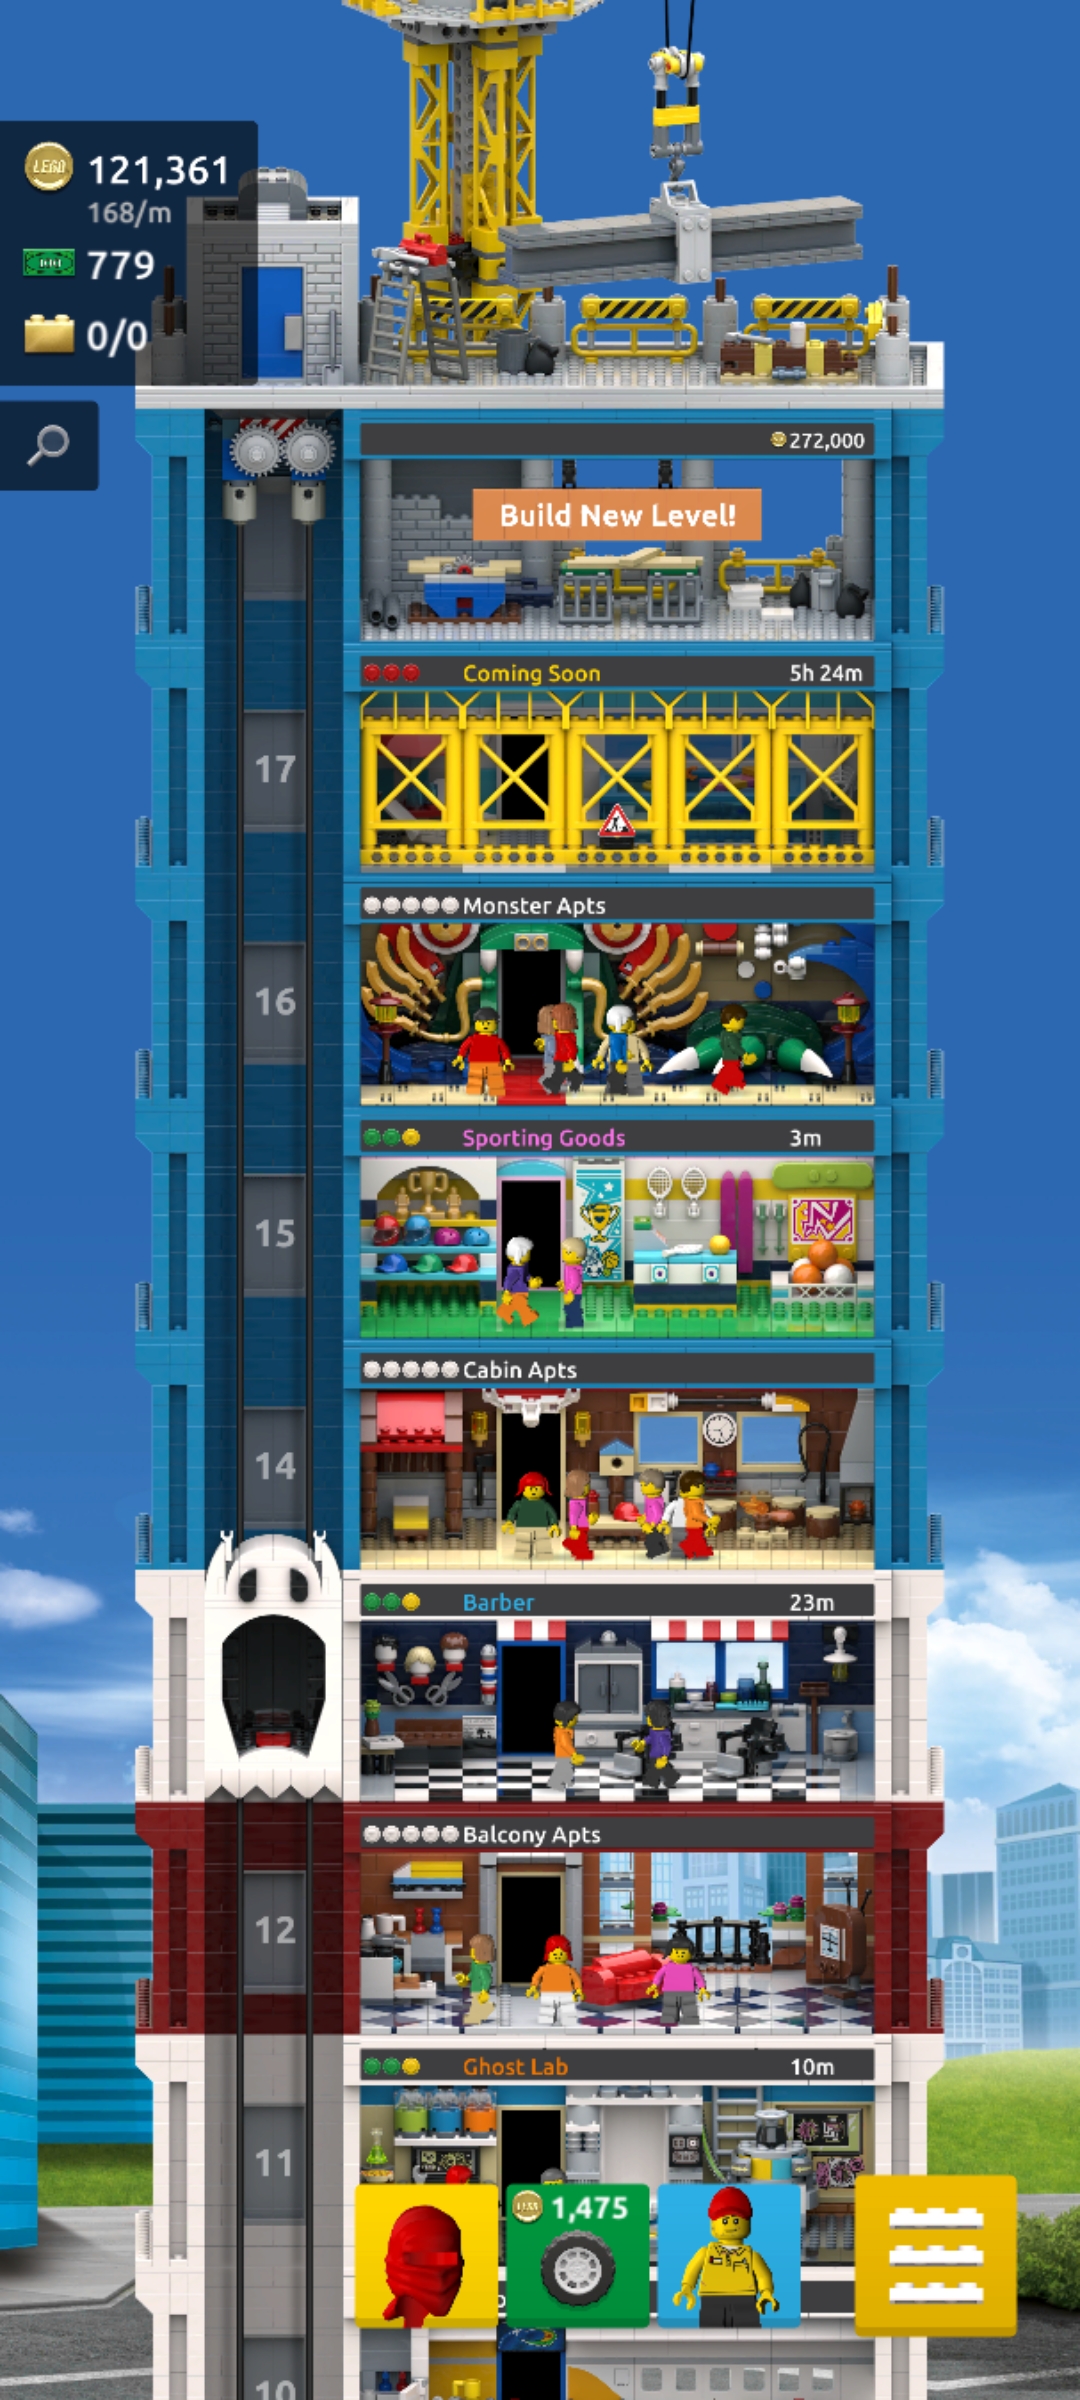 LEGO 121,361
168/m
779
0/0
272,000
Build New Level!
Coming Soon 5h 24m
17
Monster Apts
16
Sporting Goods 3m
15
Cabin Apts
14
Barber 23m
Balcony Apts
12
Ghost Lab 10m
11
1,475
10